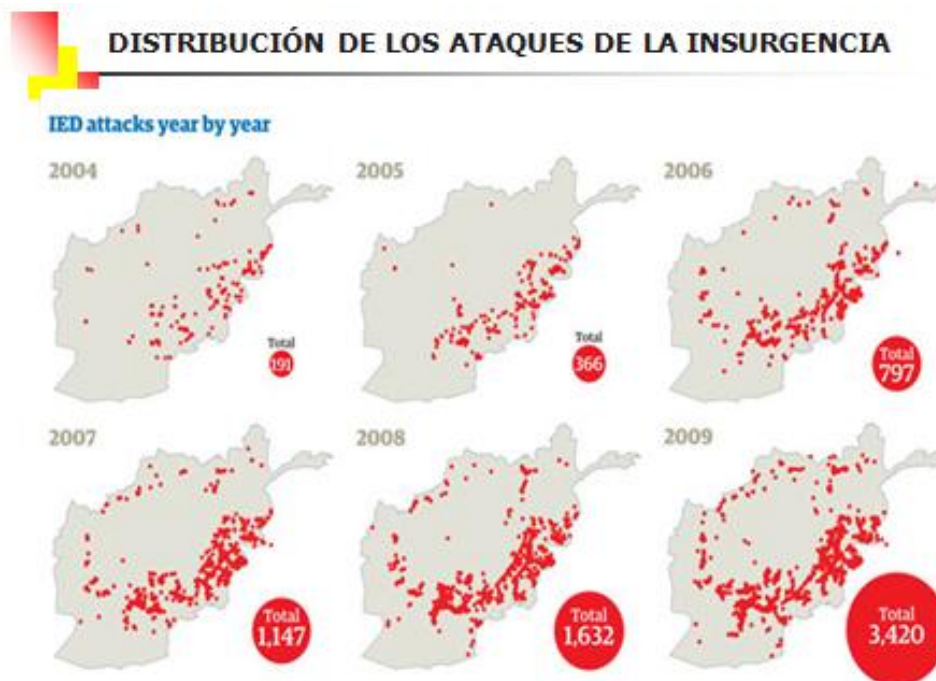 DISTRIBUCIÓN DE LOS ATAQUES DE LA INSURGENCIA
IED attacks year by year
2004
Total
191
2005
Total
366
2006
Total
797
2007
Total
1,147
2008
Total
1,632
2009
Total
3,420